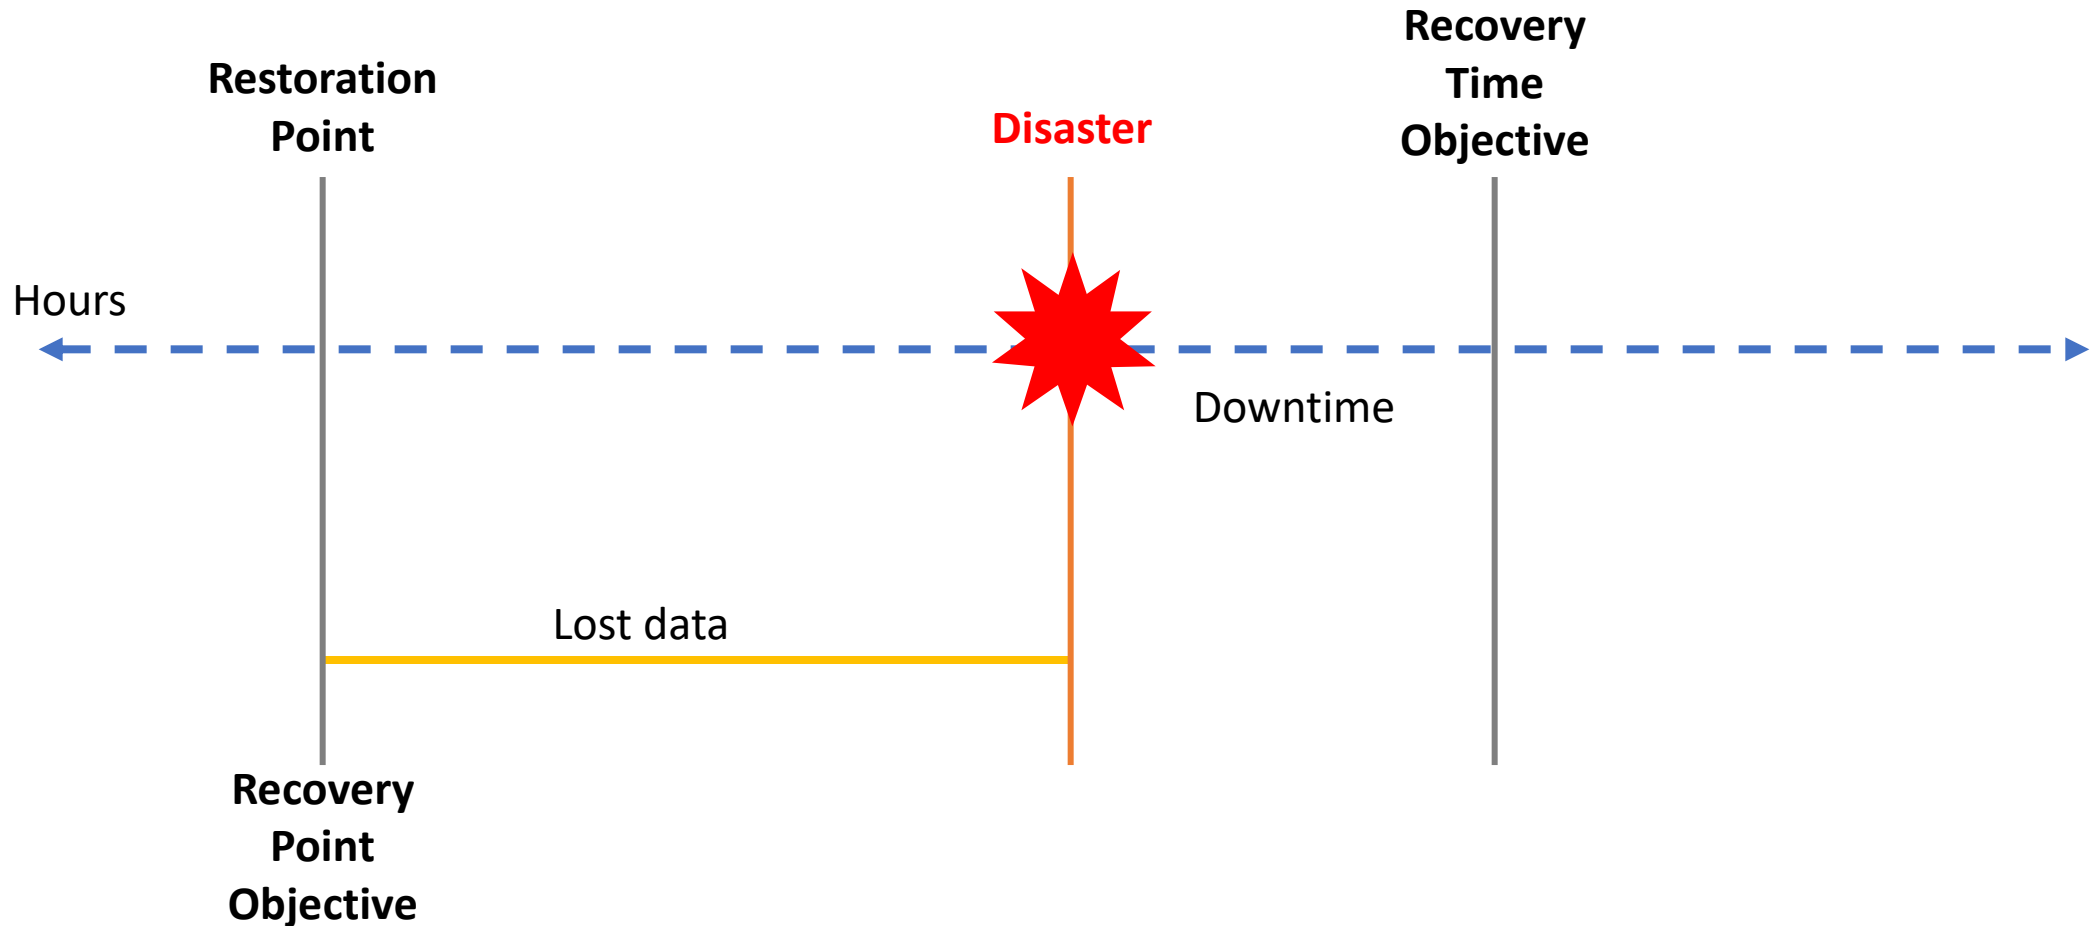 Restoration
Point
Disaster
Recovery
Time
Objective
Hours
Downtime
Lost data
Recovery
Point
Objective